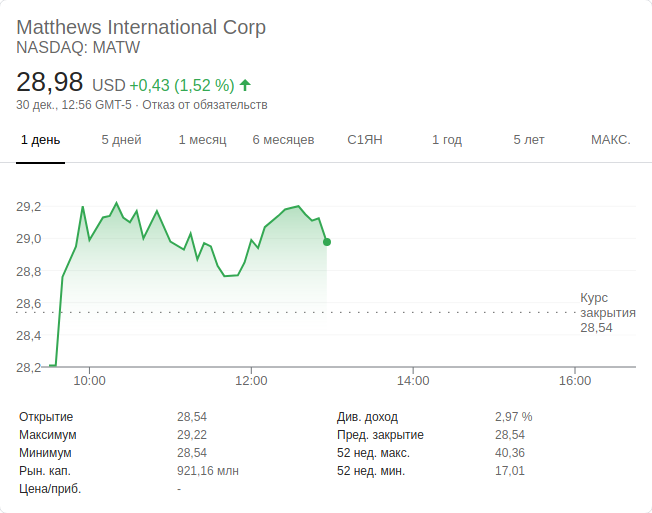 Matthews International Corp
NASDAQ: MATW
28,98 USD +0,43 (1,52 %)
30 дек., 12:56 GMT-5 · Отказ от обязательств
1 день 5 дней 1 месяц 6 месяцев С1ЯН 1 год 5 лет МАКС.
29,2
29,0
28,8
28,6
28,4
28,2
Курс
закрытия
28,54
10:00 12:00 14:00 16:00
Открытие 28,54 Див. доход 2,97 %
Максимум 29,22 Пред. закрытие 28,54
Минимум 28,54 52 нед. макс. 40,36
Рын. кап. 921,16 млн 52 нед. мин. 17,01
Цена/приб. -